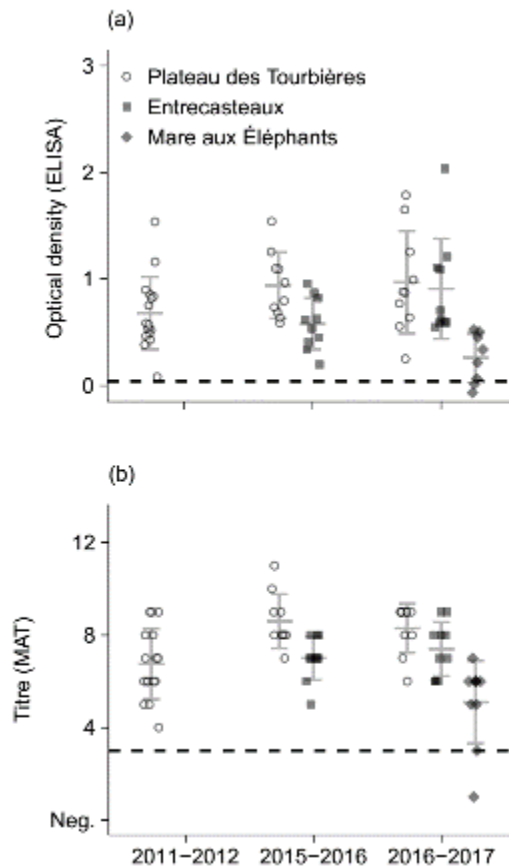 (a)
3
Plateau des Tourbières
Entrecasteaux
Mare aux Éléphants
2
1
0
Optical density (ELISA)
(b)
12
8
4
Neg.
Titre (MAT)
2011–2012 2015–2016 2016–2017